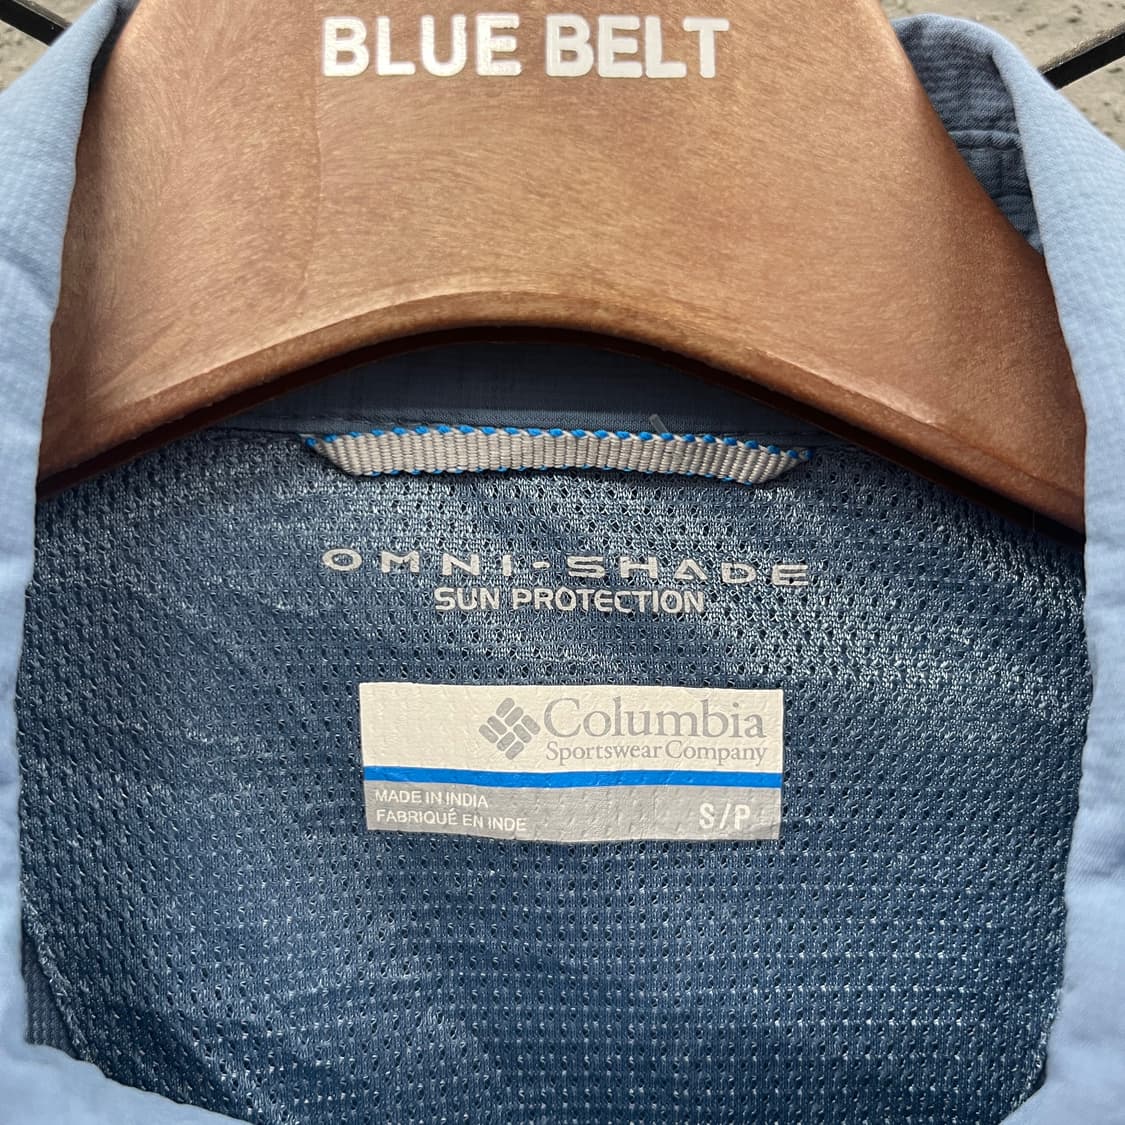 BLUE BELT
OMNI-SHADE
SUN PROTECTION
Columbia
Sportswear Company
MADE IN INDIA
FABRIQUÉ EN INDE
S/P